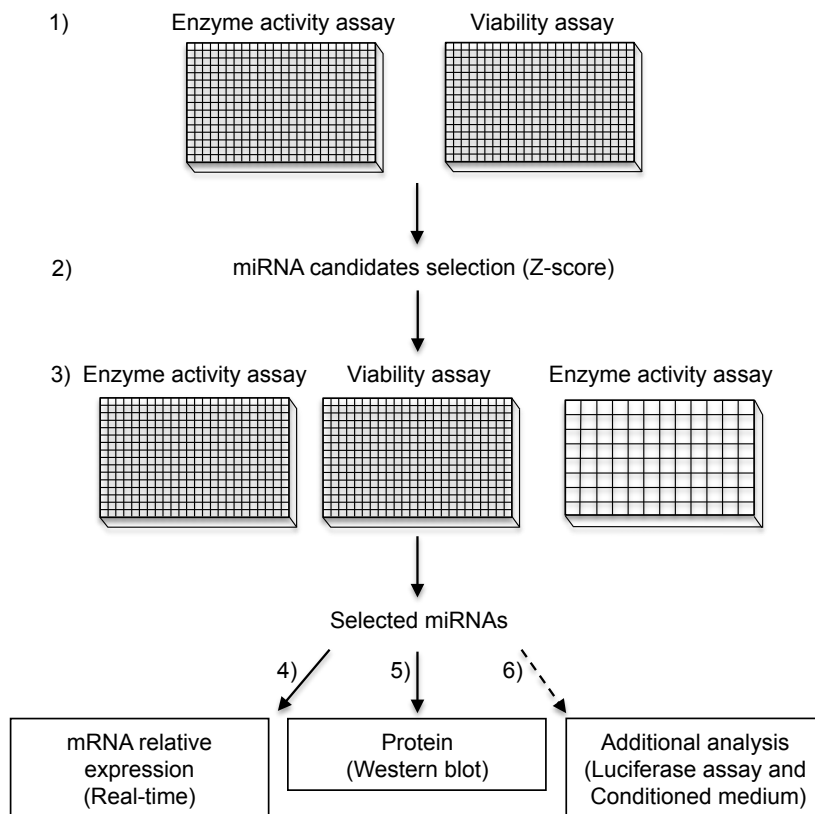 1)
Enzyme activity assay
Viability assay
2)
miRNA candidates selection (Z-score)
3)
Enzyme activity assay
Viability assay
Enzyme activity assay
Selected miRNAs
4)
5)
6)
mRNA relative
expression
(Real-time)
Protein
(Western blot)
Additional analysis
(Luciferase assay and
Conditioned medium)